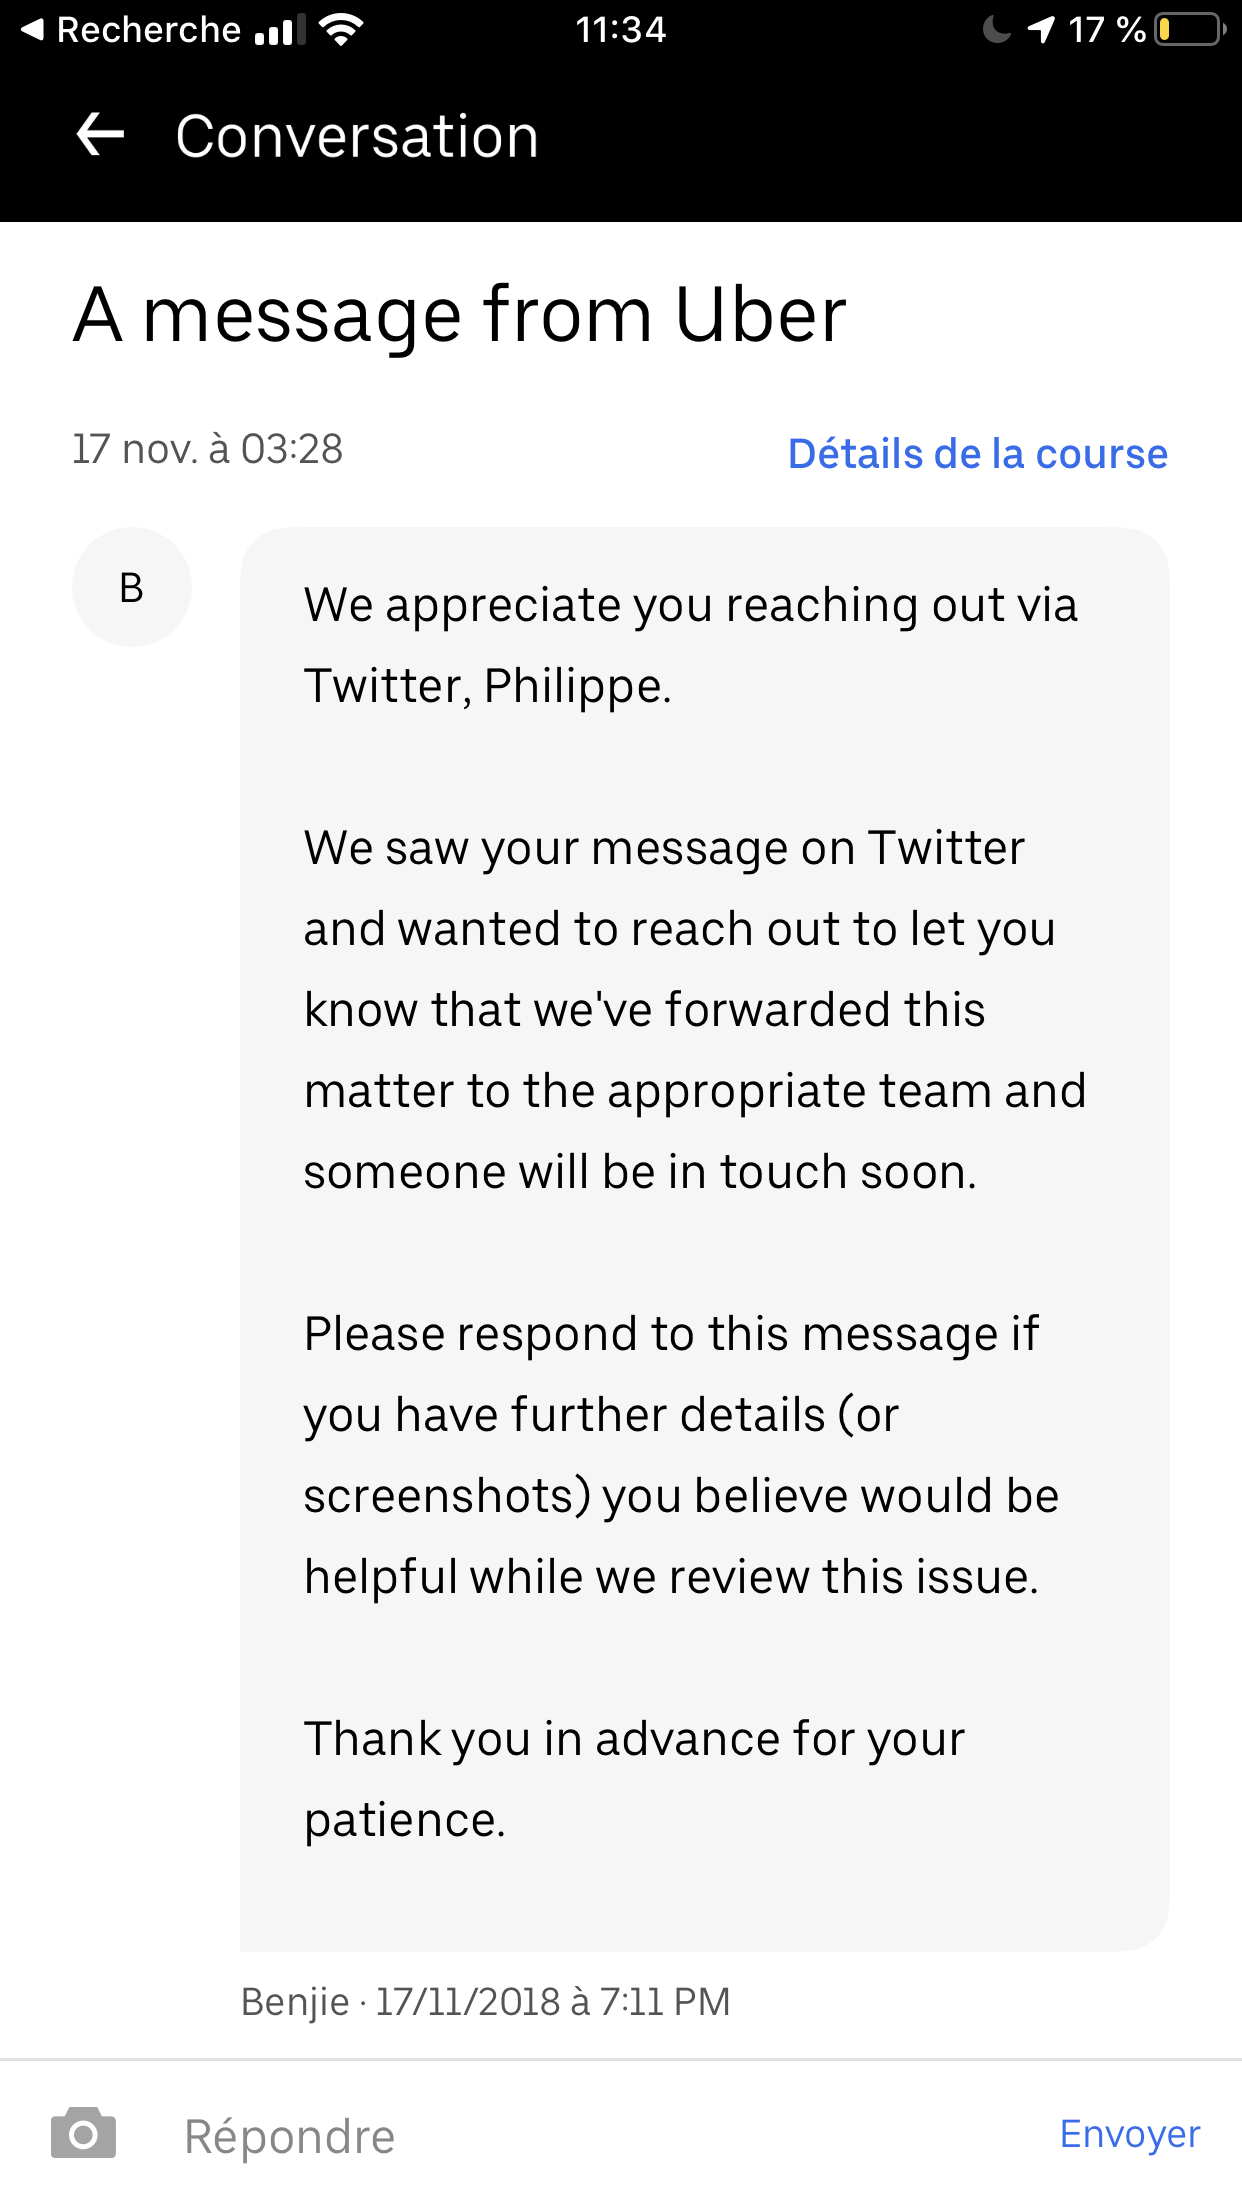 Recherche 11:34 17 %
Conversation
A message from Uber
17 nov. à 03:28 Détails de la course
B
We appreciate you reaching out via
Twitter, Philippe.
We saw your message on Twitter
and wanted to reach out to let you
know that we've forwarded this
matter to the appropriate team and
someone will be in touch soon.
Please respond to this message if
you have further details (or
screenshots) you believe would be
helpful while we review this issue.
Thank you in advance for your
patience.
Benjie · 17/11/2018 à 7:11 PM
Répondre Envoyer